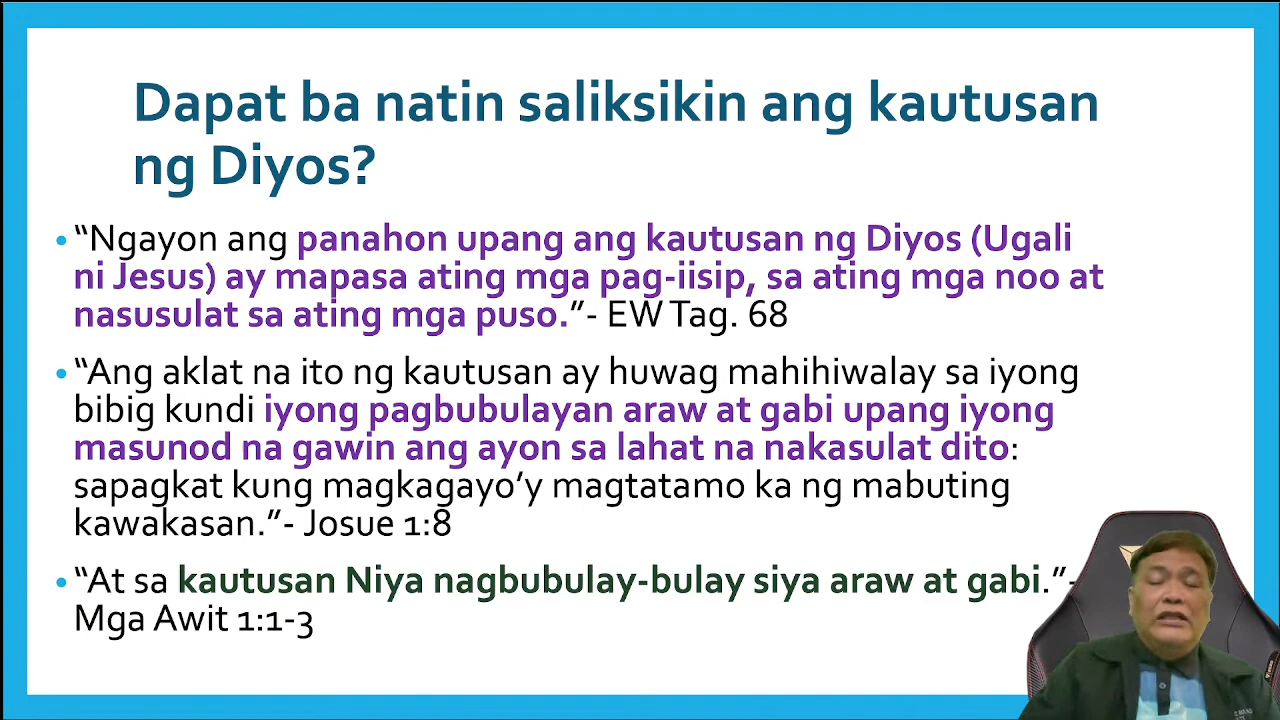 Dapat ba natin saliksikin ang kautusan
ng Diyos?
• “Ngayon ang panahon upang ang kautusan ng Diyos (Ugali
ni Jesus) ay mapasa ating mga pag-iisip, sa ating mga noo at
nasusulat sa ating mga puso.”- EW Tag. 68
• “Ang aklat na ito ng kautusan ay huwag mahihiwalay sa iyong
bibig kundi iyong pagbubulayan araw at gabi upang iyong
masunod na gawin ang ayon sa lahat na nakasulat dito:
sapagkat kung magkagayo’y magtatamo ka ng mabuting
kawakasan.”- Josue 1:8
• “At sa kautusan Niya nagbubulay-bulay siya araw at gabi.”-
Mga Awit 1:1-3